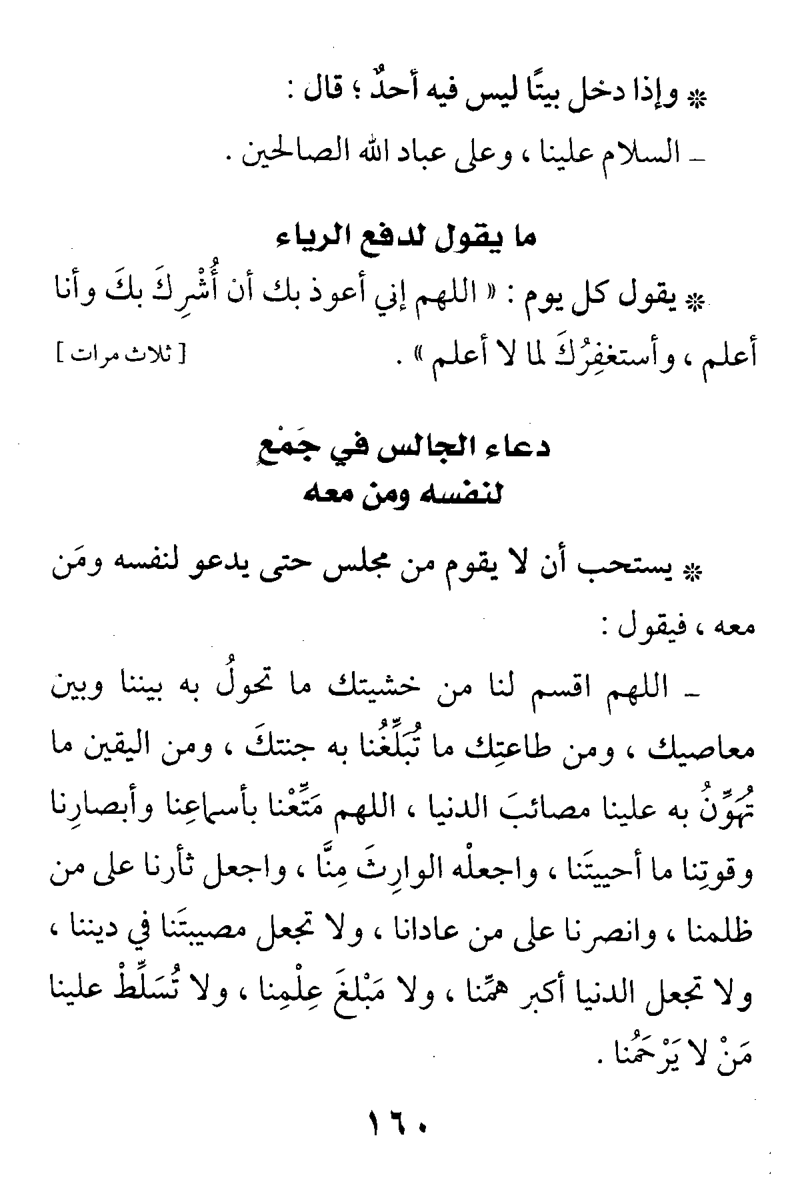 * وإذا دخل بيتًا ليس فيه أحدٌ ؛ قال :
ـ السلام علينا ، وعلى عباد الله الصالحين .
ما يقول لدفع الرياء
* يقول كل يوم : « اللهم إني أعوذ بك أن أُشْرِكَ بكَ وأنا
أعلم ، وأستغفِرُكَ لما لا أعلم » . [ ثلاث مرات ]
دعاء الجالس في جَمْعٍ
لنفسه ومن معه
* يستحب أن لا يقوم من مجلس حتى يدعو لنفسه ومَن
معه ، فيقول :
ـ اللهم اقسم لنا من خشيتك ما تحولُ به بيننا وبين
معاصيك ، ومن طاعتِك ما تُبَلِّغُنا به جنتكَ ، ومن اليقين ما
تُهَوِّنُ به علينا مصائبَ الدنيا ، اللهم مَتِّعْنا بأسماعِنا وأبصارِنا
وقوتِنا ما أحييتَنا ، واجعلْه الوارِثَ مِنَّا ، واجعل ثأرنا على من
ظلمنا ، وانصرنا على من عادانا ، ولا تجعل مصيبتَنا في ديننا ،
ولا تجعل الدنيا أكبر همِّنا ، ولا مَبْلغَ عِلْمِنا ، ولا تُسَلِّطْ علينا
مَنْ لا يَرْحَمُنا .
١٦٠